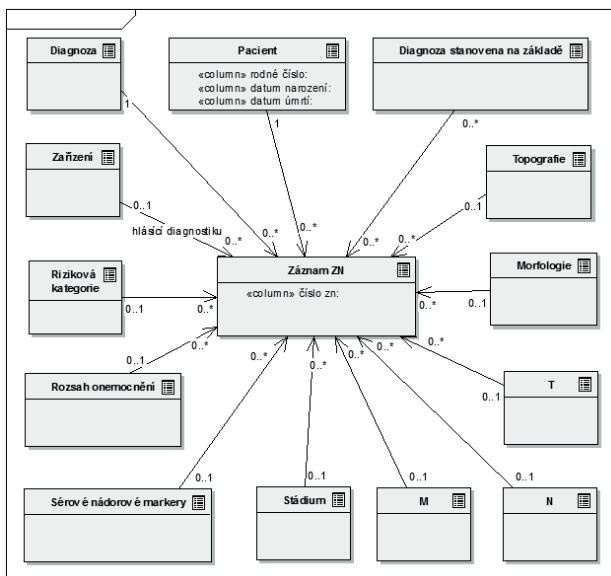 Diagnoza
Pacient
«column» rodné číslo:
«column» datum narození:
«column» datum úmrtí:
Diagnoza stanovena na základě
1
1
0..*
Zařízení
Topografie
0..1
hlásící diagnostiku
0..1
0..*
0..*
0..*
0..*
0..*
Záznam ZN
«column» číslo zn:
Riziková
kategorie
Morfologie
0..1
0..*
0..*
0..1
Rozsah onemocnění
0..1
0..*
0..*
0..*
0..*
0..*
0..*
T
0..1
0..1
0..1
0..1
0..1
Sérové nádorové markery
Stádium
M
N